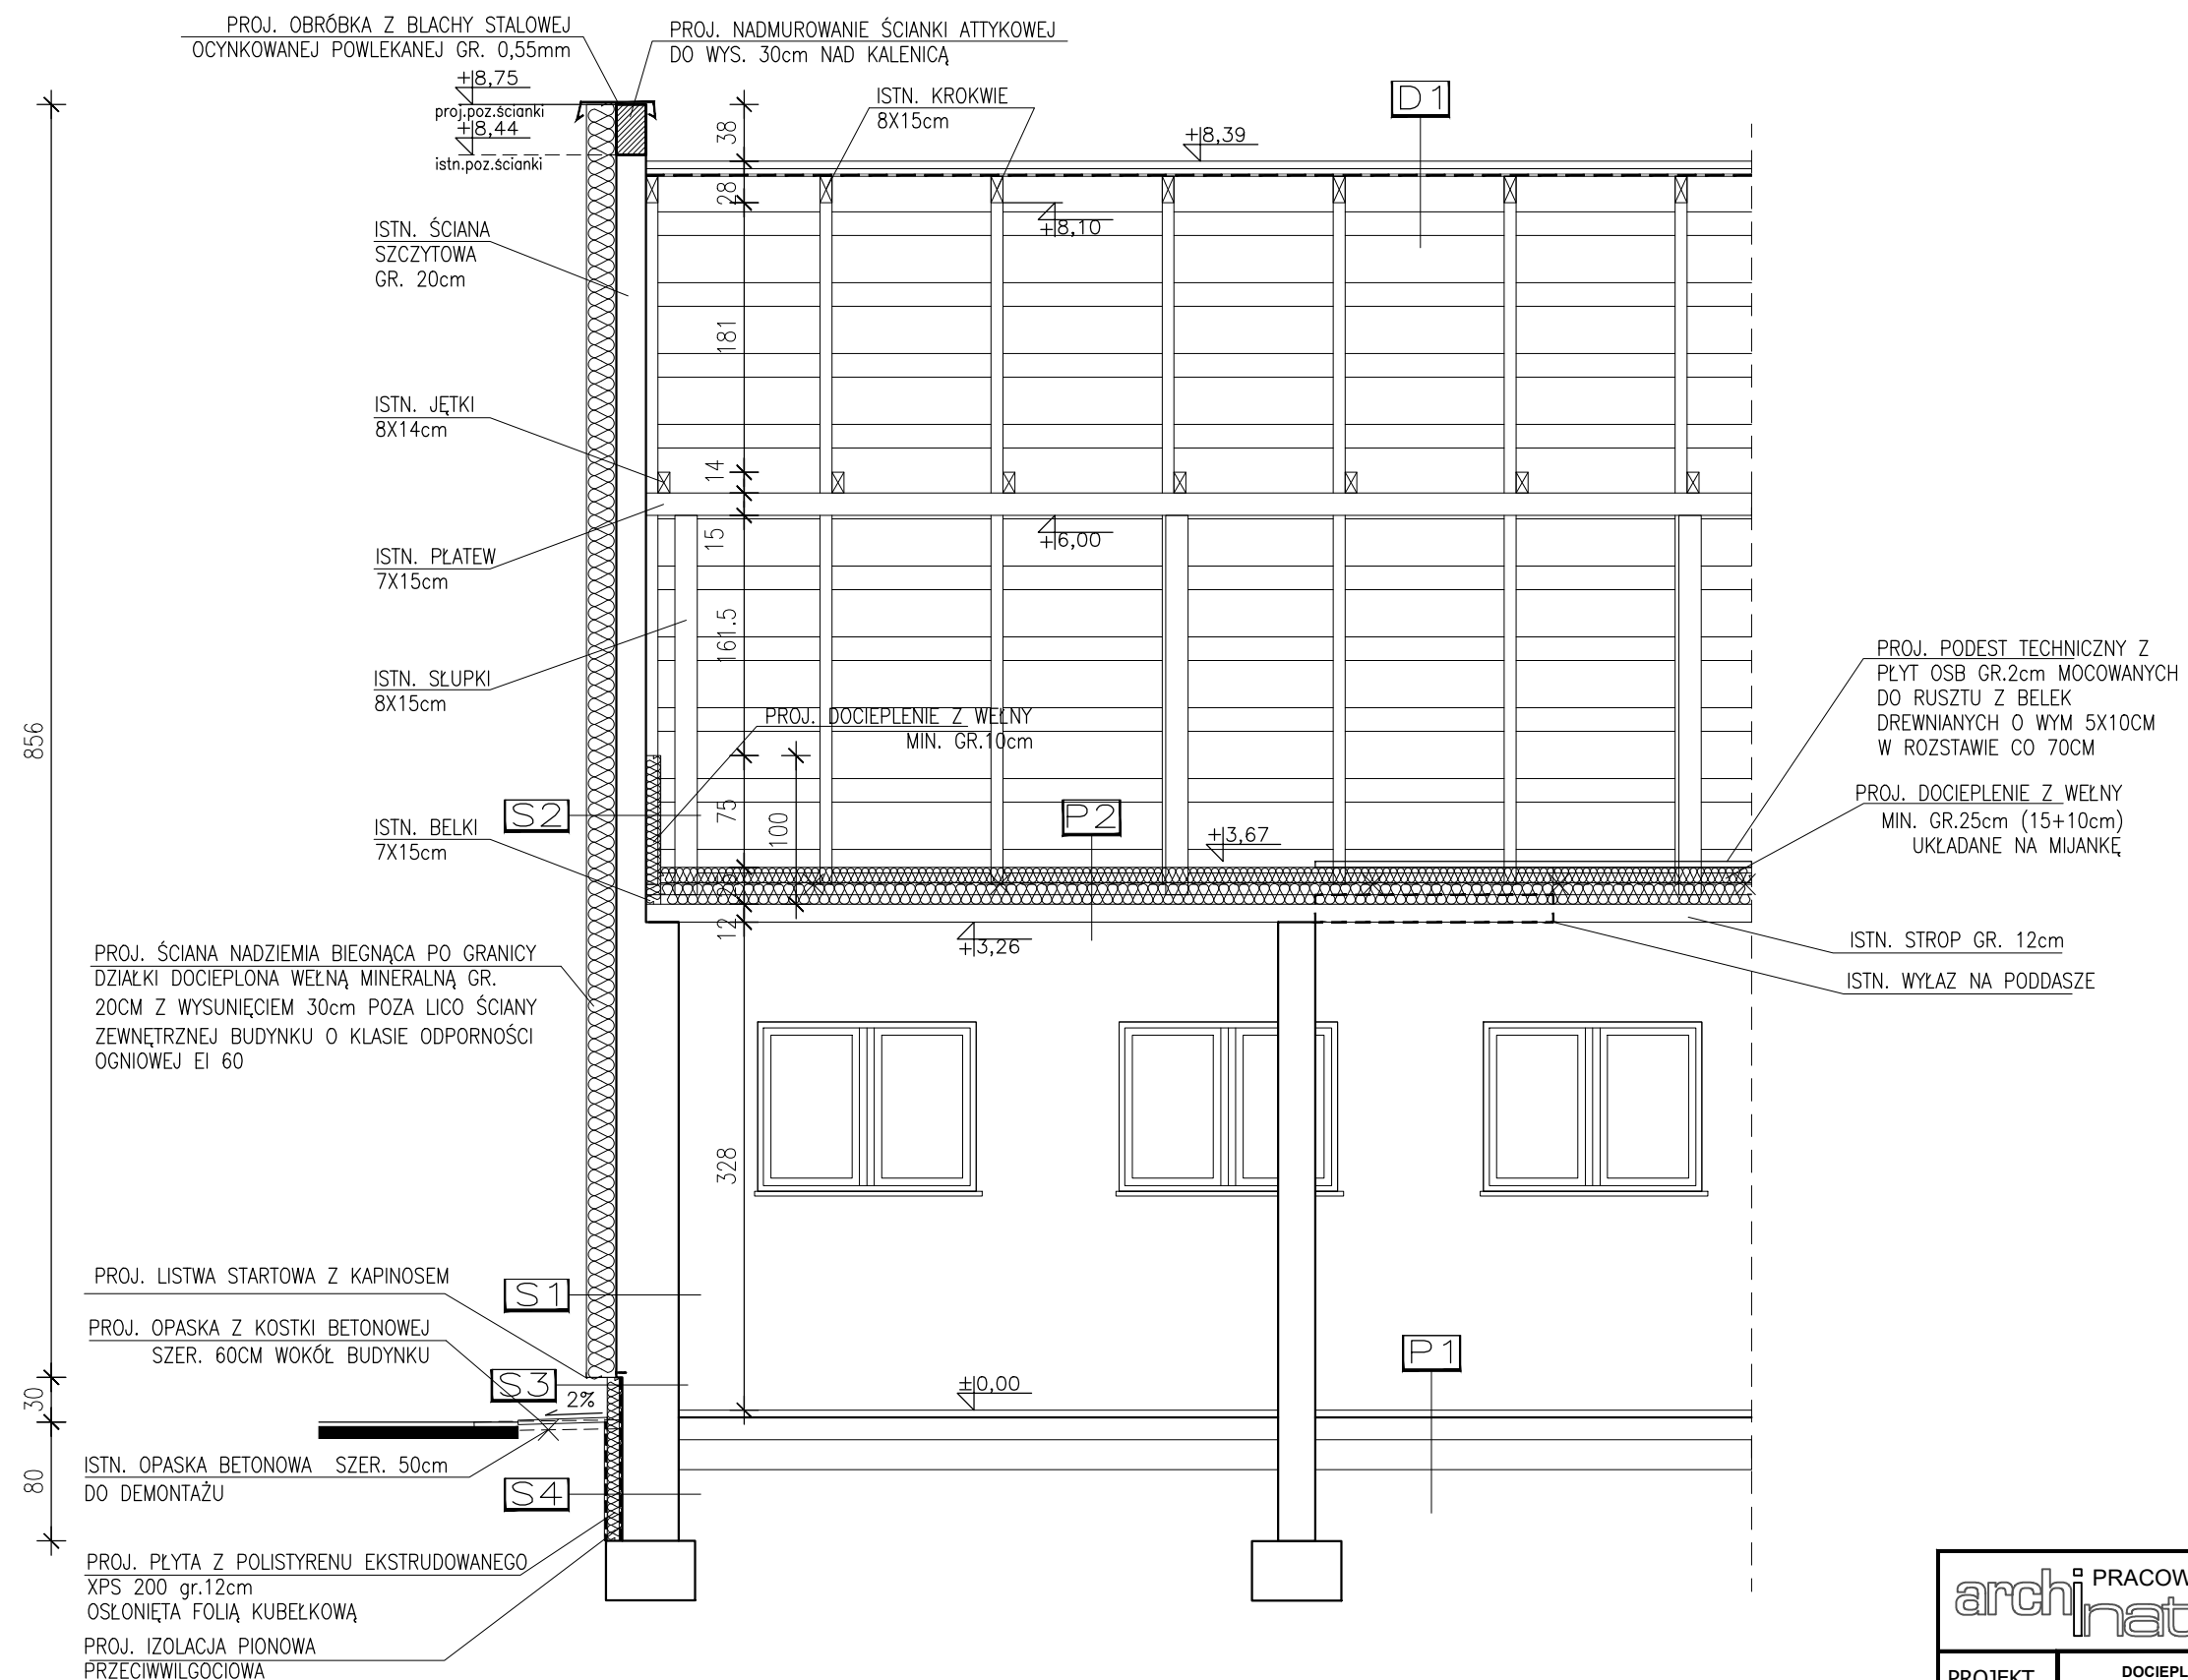 PROJ. OBRÓBKA Z BLACHY STALOWEJ
OCYNKOWANEJ POWLEKANEJ GR. 0,55mm
PROJ. NADMUROWANIE ŚCIANKI ATTYKOWEJ
DO WYS. 30cm NAD KALENICĄ
+8,75
proj.poz.ścianki
+8,44
istn.poz.ścianki
ISTN. KROKWIE
8X15cm
D1
+8,39
38
28
+8,10
ISTN. ŚCIANA
SZCZYTOWA
GR. 20cm
181
ISTN. JĘTKI
8X14cm
14
15
+6,00
ISTN. PŁATEW
7X15cm
161.5
ISTN. SŁUPKI
8X15cm
PROJ. DOCIEPLENIE Z WEŁNY
MIN. GR.10cm
PROJ. PODEST TECHNICZNY Z
PŁYT OSB GR.2cm MOCOWANYCH
DO RUSZTU Z BELEK
DREWNIANYCH O WYM 5X10CM
W ROZSTAWIE CO 70CM
856
S2
75
100
P2
+3,67
PROJ. DOCIEPLENIE Z WEŁNY
MIN. GR.25cm (15+10cm)
UKŁADANE NA MIJANKĘ
ISTN. BELKI
7X15cm
25
12
+3,26
ISTN. STROP GR. 12cm
ISTN. WYŁAZ NA PODDASZE
PROJ. ŚCIANA NADZIEMIA BIEGNĄCA PO GRANICY
DZIAŁKI DOCIEPLONA WEŁNĄ MINERALNĄ GR.
20CM Z WYSUNIĘCIEM 30cm POZA LICO ŚCIANY
ZEWNĘTRZNEJ BUDYNKU O KLASIE ODPORNOŚCI
OGNIOWEJ EI 60
328
PROJ. LISTWA STARTOWA Z KAPINOSEM
S1
PROJ. OPASKA Z KOSTKI BETONOWEJ
SZER. 60CM WOKÓŁ BUDYNKU
P1
S3
2%
±0,00
30
80
ISTN. OPASKA BETONOWA SZER. 50cm
DO DEMONTAŻU
S4
PROJ. PŁYTA Z POLISTYRENU EKSTRUDOWANEGO
XPS 200 gr.12cm
OSŁONIĘTA FOLIĄ KUBEŁKOWĄ
PROJ. IZOLACJA PIONOWA
PRZECIWWILGOCIOWA
archi
nat
PRACOW
PROJEKT
DOCIEPL